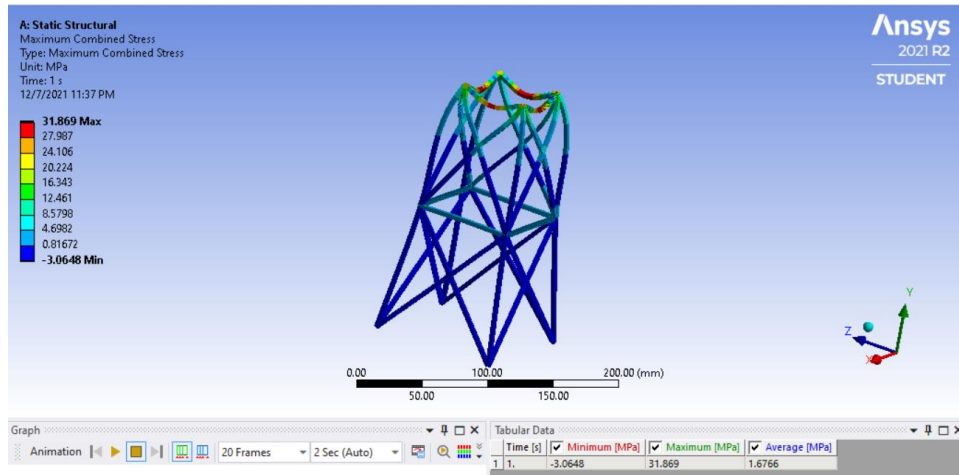 A: Static Structural
Maximum Combined Stress
Type: Maximum Combined Stress
Unit: MPa
Time: 1 s
12/7/2021 11:37 PM
Ansys
2021 R2
STUDENT
31.869 Max
27.987
24.106
20.224
16.343
12.461
8.5798
4.6982
0.81672
-3.0648 Min
Y
Z
X
0.00 100.00 200.00 (mm)
50.00 150.00
Graph
Animation 20 Frames 2 Sec (Auto)
Tabular Data
Time [s] Minimum [MPa] Maximum [MPa] Average [MPa]
1 1. -3.0648 31.869 1.6766